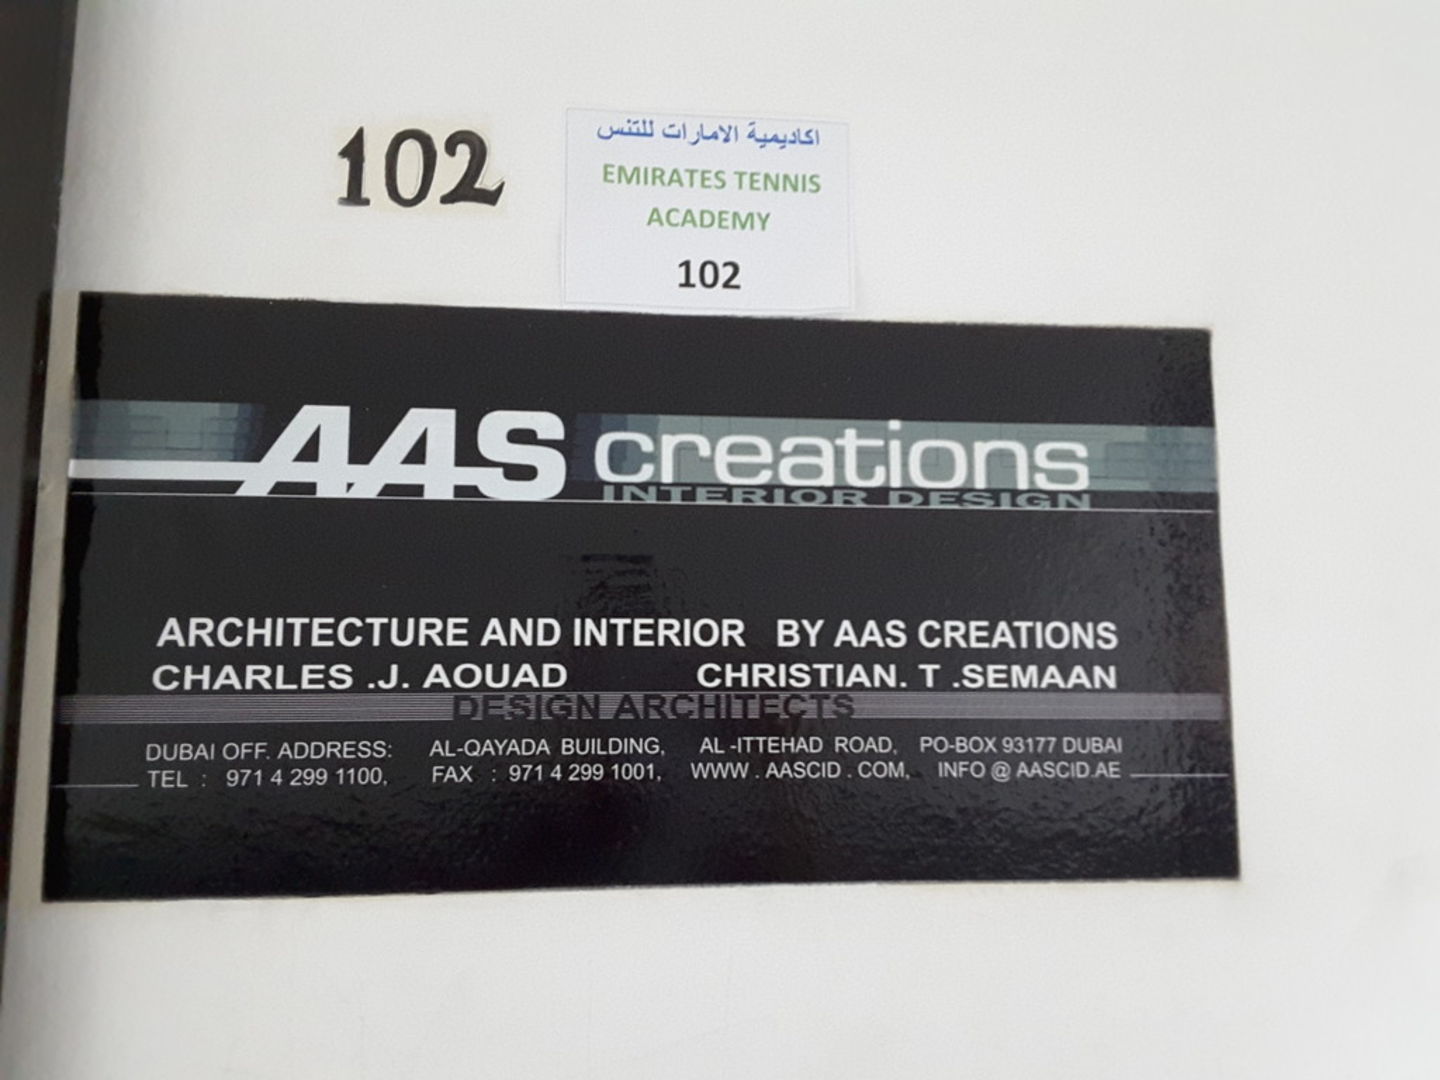 102
اكاديمية الامارات للتنس
EMIRATES TENNIS
ACADEMY
102
AAS creations
INTERIOR DESIGN
ARCHITECTURE AND INTERIOR BY AAS CREATIONS
CHARLES .J. AOUAD CHRISTIAN. T .SEMAAN
DESIGN ARCHITECTS
DUBAI OFF. ADDRESS: AL-QAYADA BUILDING, AL -ITTEHAD ROAD, PO-BOX 93177 DUBAI
TEL : 971 4 299 1100, FAX : 971 4 299 1001, WWW . AASCID . COM, INFO @ AASCID.AE